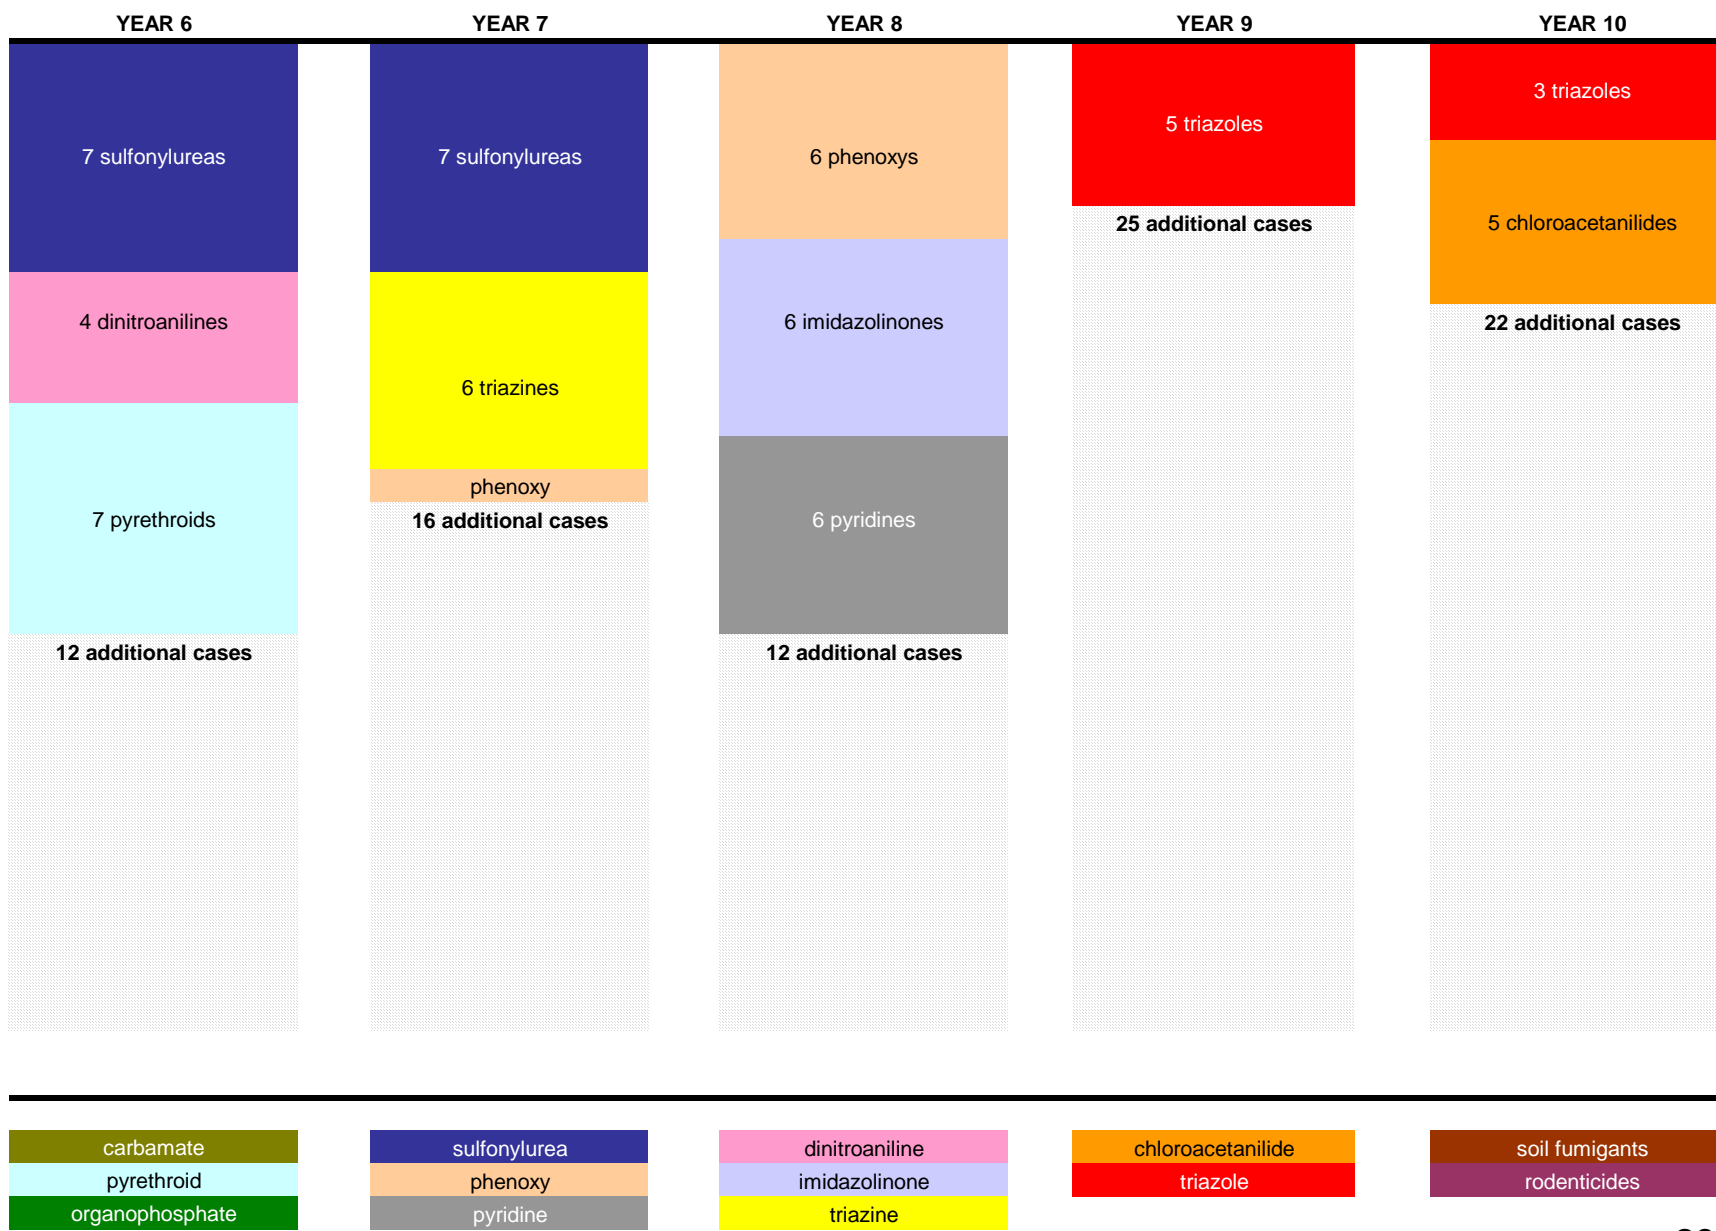 YEAR 6 YEAR 7 YEAR 8 YEAR 9 YEAR 10
3 triazoles
5 triazoles
7 sulfonylureas 7 sulfonylureas 6 phenoxys
25 additional cases 5 chloroacetanilides
4 dinitroanilines 6 imidazolinones 22 additional cases
6 triazines
phenoxy
7 pyrethroids 16 additional cases 6 pyridines
12 additional cases 12 additional cases
carbamate sulfonylurea dinitroaniline chloroacetanilide soil fumigants
pyrethroid phenoxy imidazolinone triazole rodenticides
organophosphate pyridine triazine